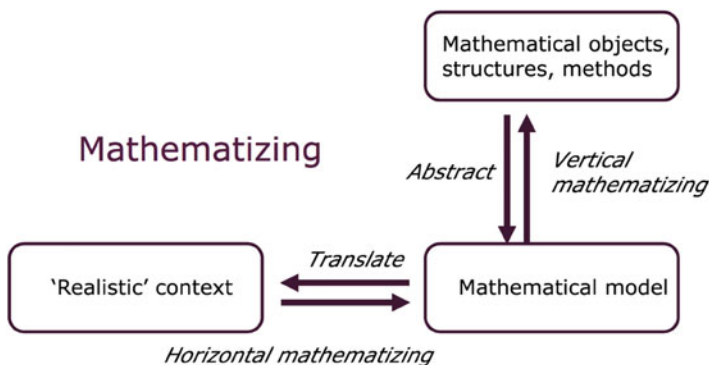 Mathematical objects,
structures, methods
Mathematizing
Abstract
Vertical
mathematizing
Translate
‘Realistic’ context
Mathematical model
Horizontal mathematizing